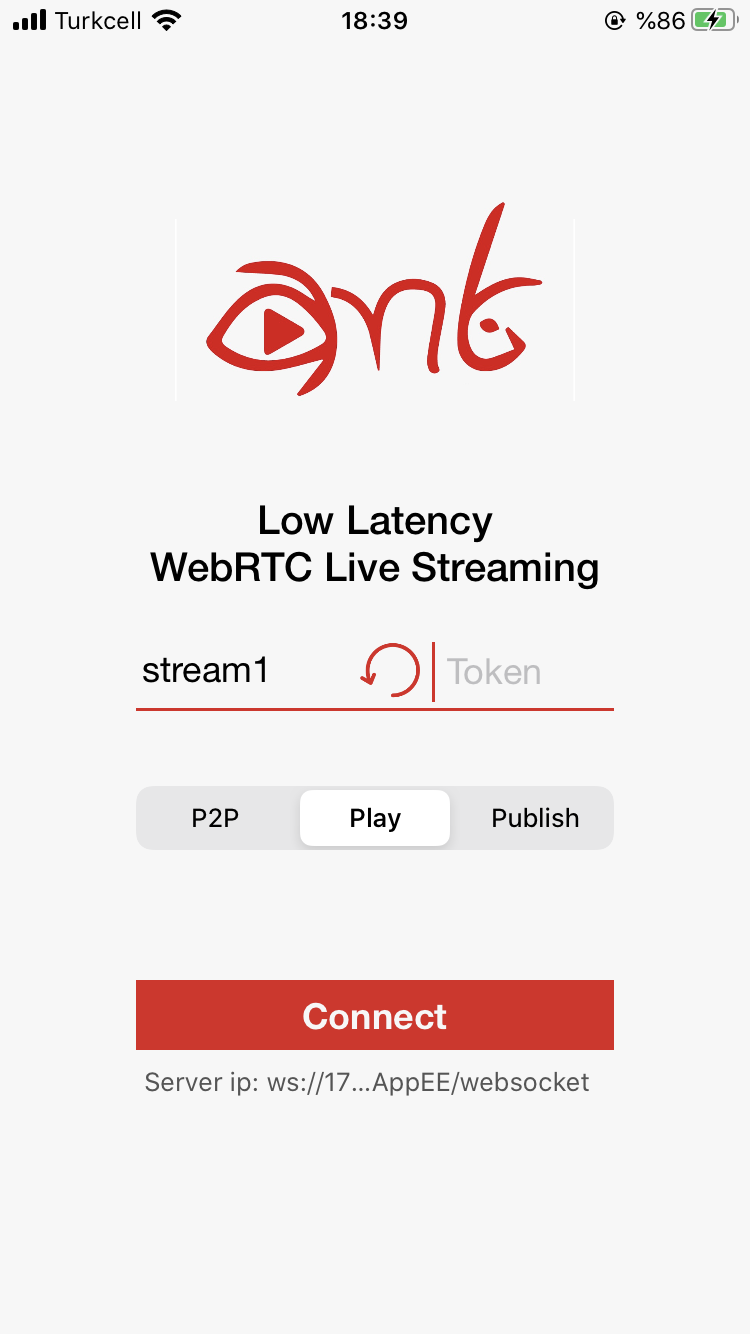 Turkcell 18:39 %86
ant
Low Latency
WebRTC Live Streaming
stream1 Token
P2P Play Publish
Connect
Server ip: ws://17...AppEE/websocket